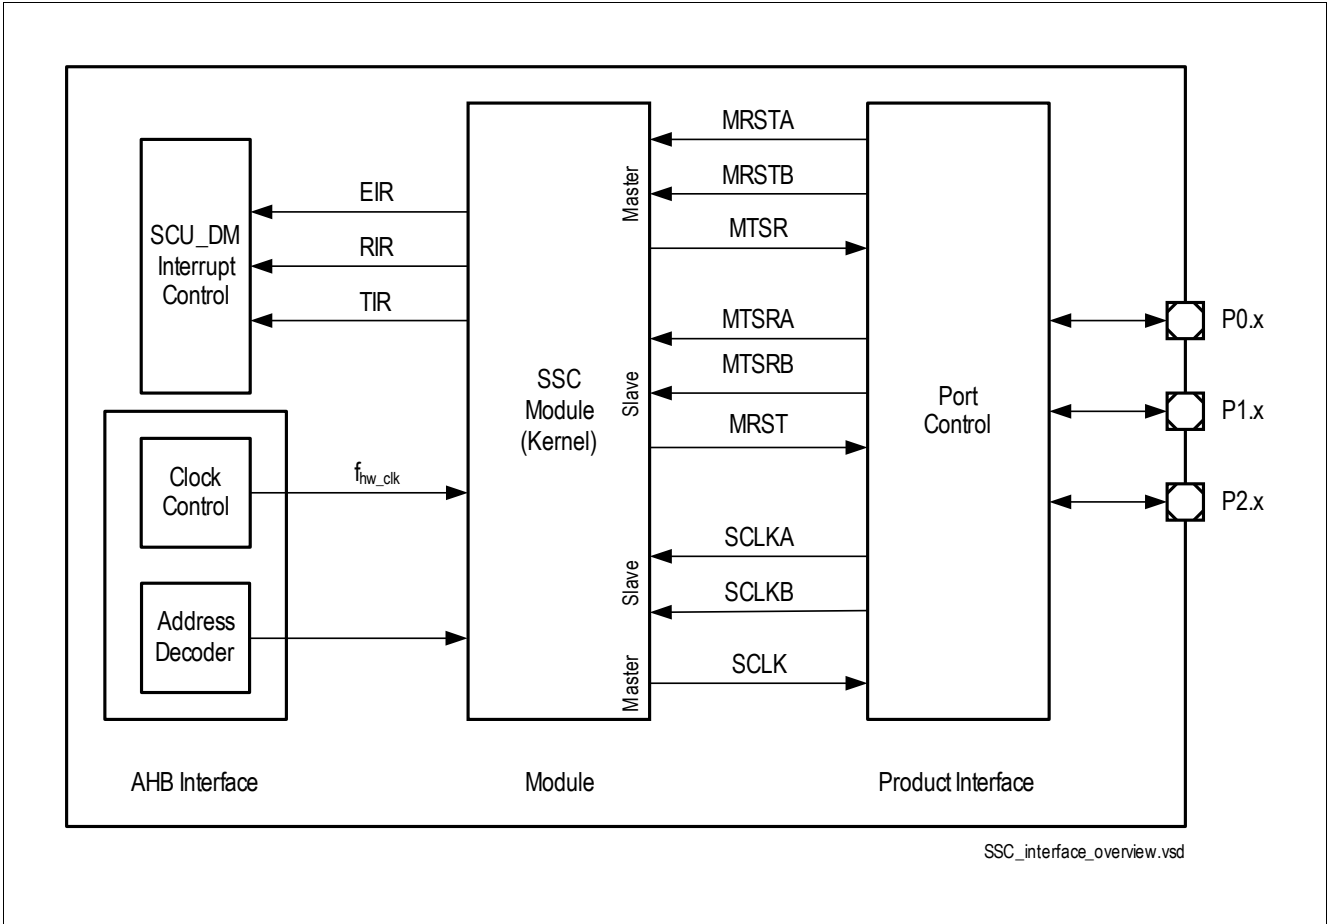 SCU_DM
Interrupt
Control
EIR
RIR
TIR
Clock
Control
f hw_clk
Address
Decoder
SSC
Module
(Kernel)
Master
Slave
Slave
Master
MRSTA
MRSTB
MTSR
MTSRA
MTSRB
MRST
SCLKA
SCLKB
SCLK
Port
Control
P0.x
P1.x
P2.x
AHB Interface
Module
Product Interface
SSC_interface_overview.vsd